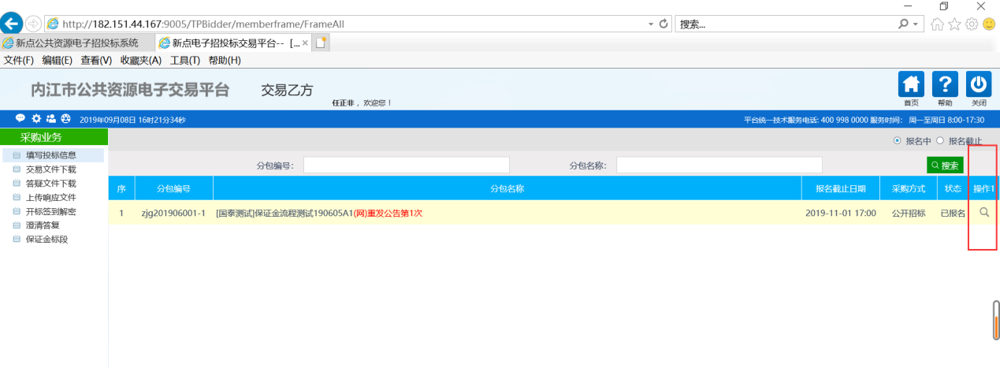 http://182.151.44.167:9005/TPBidder/memberframe/FrameAll
搜索...
新点公共资源电子招投标系统
新点电子招投标交易平台-- [... ×
文件(F) 编辑(E) 查看(V) 收藏夹(A) 工具(T) 帮助(H)
内江市公共资源电子交易平台
交易乙方
任正非，欢迎您！
首页 帮助 关闭
2019年09月08日 16时21分34秒
平台统一技术服务电话: 400 998 0000 服务时间： 周一至周日 8:00-17:30
采购业务
填写投标信息
交易文件下载
答疑文件下载
上传响应文件
开标签到解密
澄清答复
保证金标段
报名中 报名截止
分包编号: 分包名称: 搜索
序 分包编号 分包名称 报名截止日期 采购方式 状态 操作1
1 zjg201906001-1 [国泰测试]保证金流程测试190605A1(网)重发公告第1次 2019-11-01 17:00 公开招标 已报名